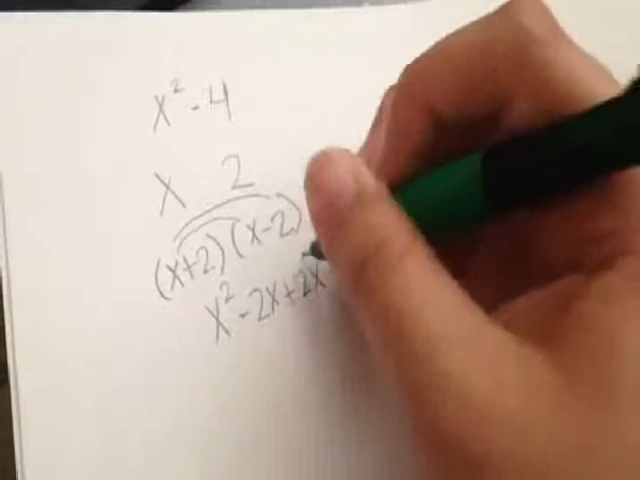 x² - 4
x 2
(x+2)(x-2)
x² - 2x + 2x